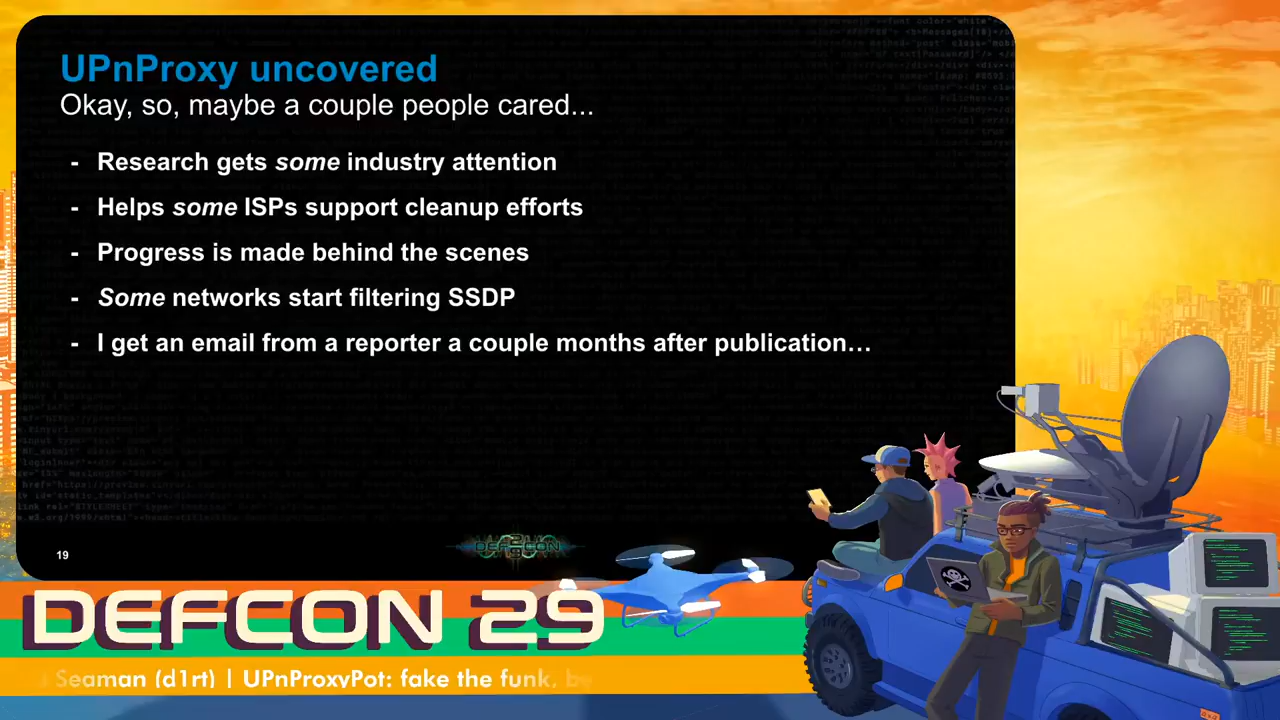 UPnProxy uncovered
Okay, so, maybe a couple people cared...
- Research gets some industry attention
- Helps some ISPs support cleanup efforts
- Progress is made behind the scenes
- Some networks start filtering SSDP
- I get an email from a reporter a couple months after publication…
19
DEFCON
DEFCON 29
Seaman (d1rt) | UPnProxyPot: fake the funk, be